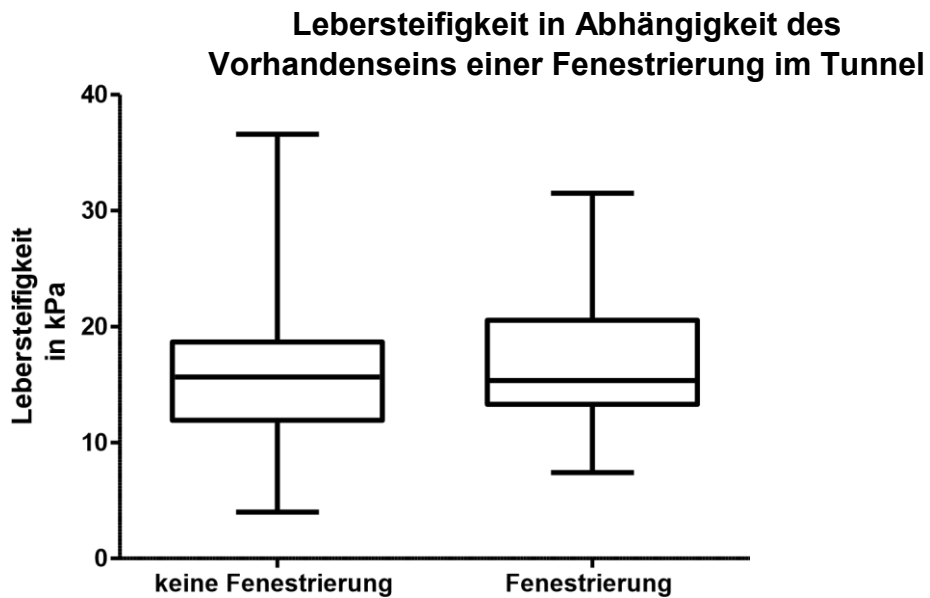 Lebersteifigkeit in Abhängigkeit des
Vorhandenseins einer Fenestrierung im Tunnel
Lebersteifigkeit
in kPa
40
30
20
10
0
keine Fenestrierung
Fenestrierung